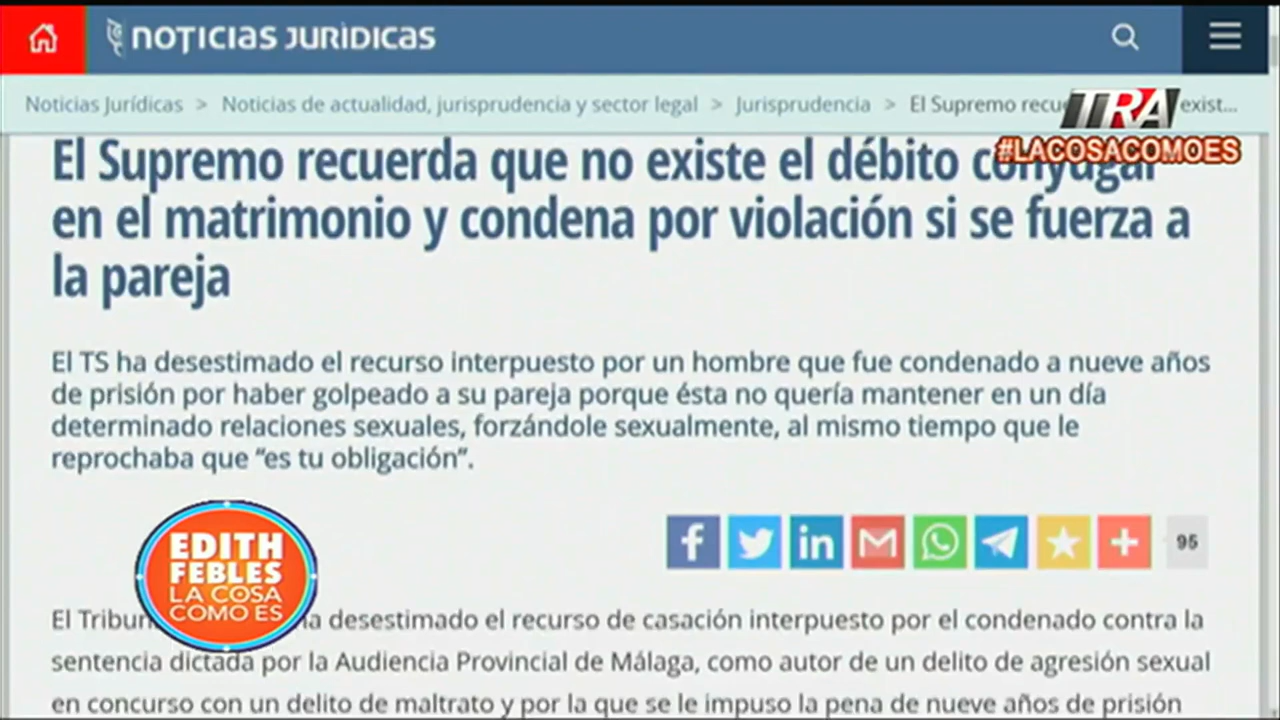 NOTICIAS JURÌDICAS
Noticias Jurídicas > Noticias de actualidad, jurisprudencia y sector legal > Jurisprudencia > El Supremo exist...
TRA
#LACOSACOMOES
El Supremo recuerda que no existe el débito conyugal
en el matrimonio y condena por violación si se fuerza a
la pareja
El TS ha desestimado el recurso interpuesto por un hombre que fue condenado a nueve años
de prisión por haber golpeado a su pareja porque ésta no quería mantener en un día
determinado relaciones sexuales, forzándole sexualmente, al mismo tiempo que le
reprochaba que “es tu obligación”.
95
EDITH
FEBLES
LA COSA
COMO ES
El desestimado el recurso de casación interpuesto por el condenado contra la
sentencia dictada por la Audiencia Provincial de Málaga, como autor de un delito de agresión sexual
en concurso con un delito de maltrato y por la que se le impuso la pena de nueve años de prisión